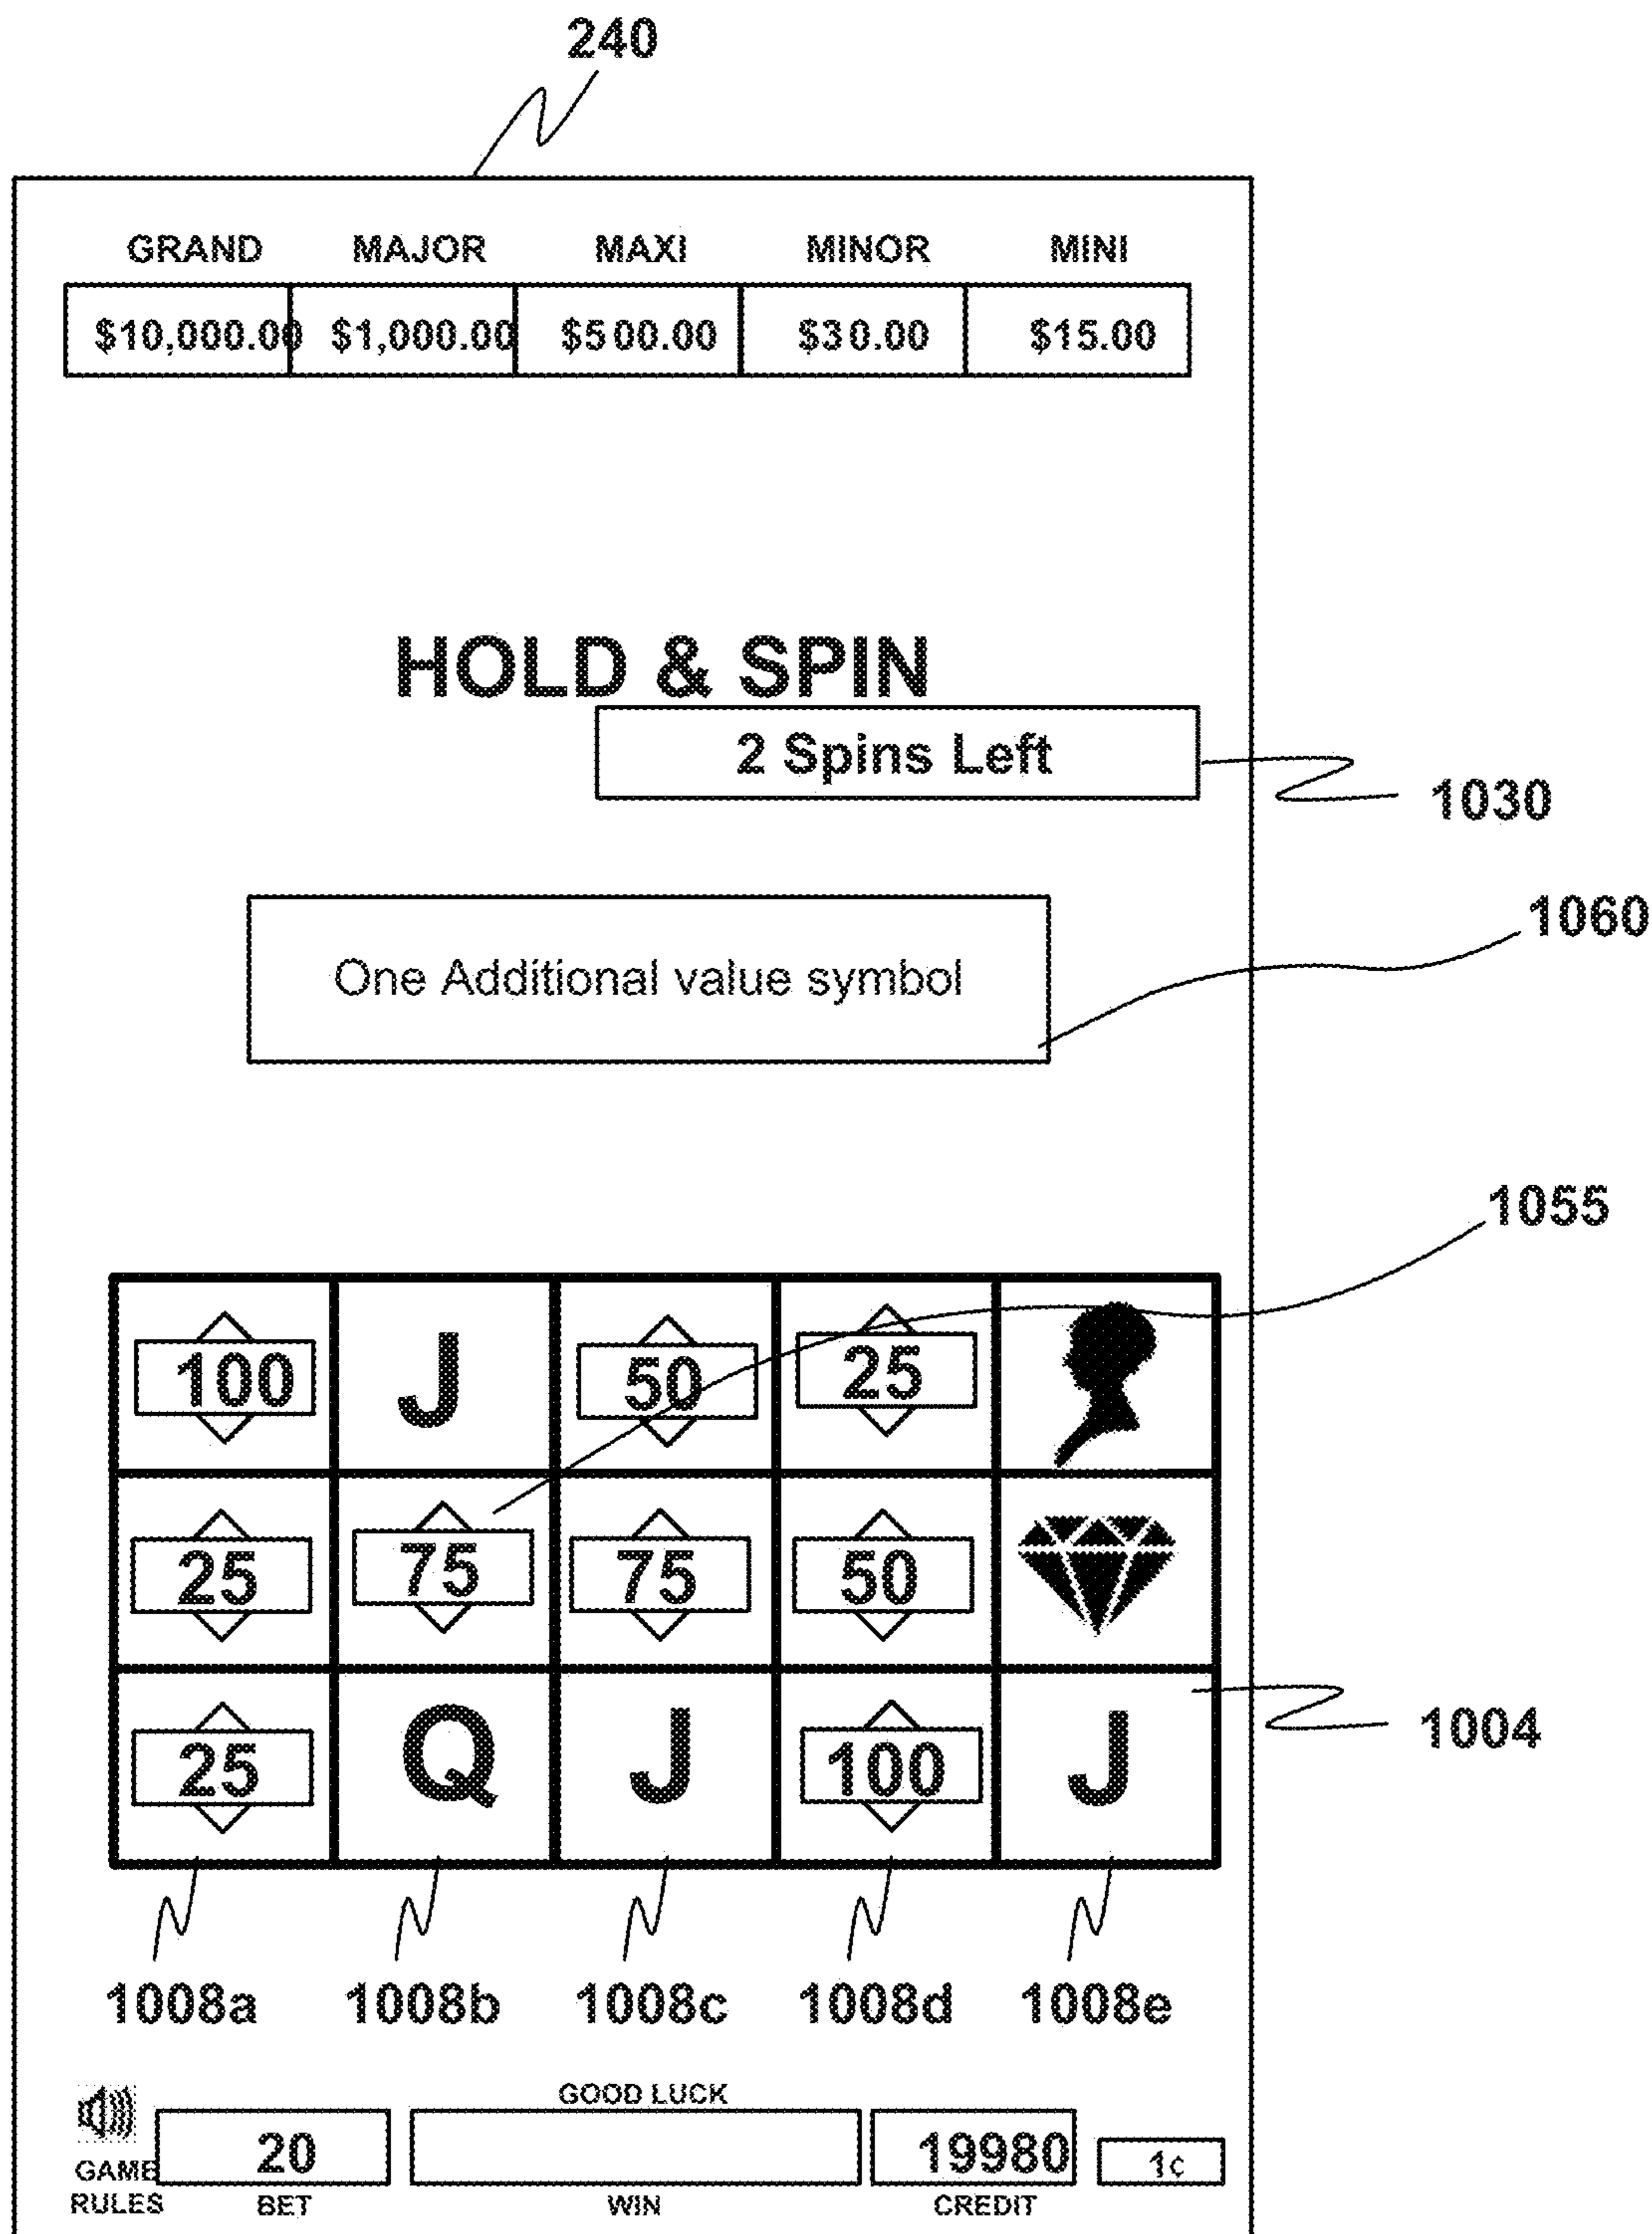 240
GRAND MAJOR MAXI MINOR MINI
$10,000.00 $1,000.00 $500.00 $30.00 $15.00
HOLD & SPIN
2 Spins Left
1030
1060
One Additional value symbol
1055
100 J 50 25
25 75 75 50
25 Q J 100 J
1004
1008a 1008b 1008c 1008d 1008e
GOOD LUCK
20 19980 1¢
GAME
RULES BET WIN CREDIT